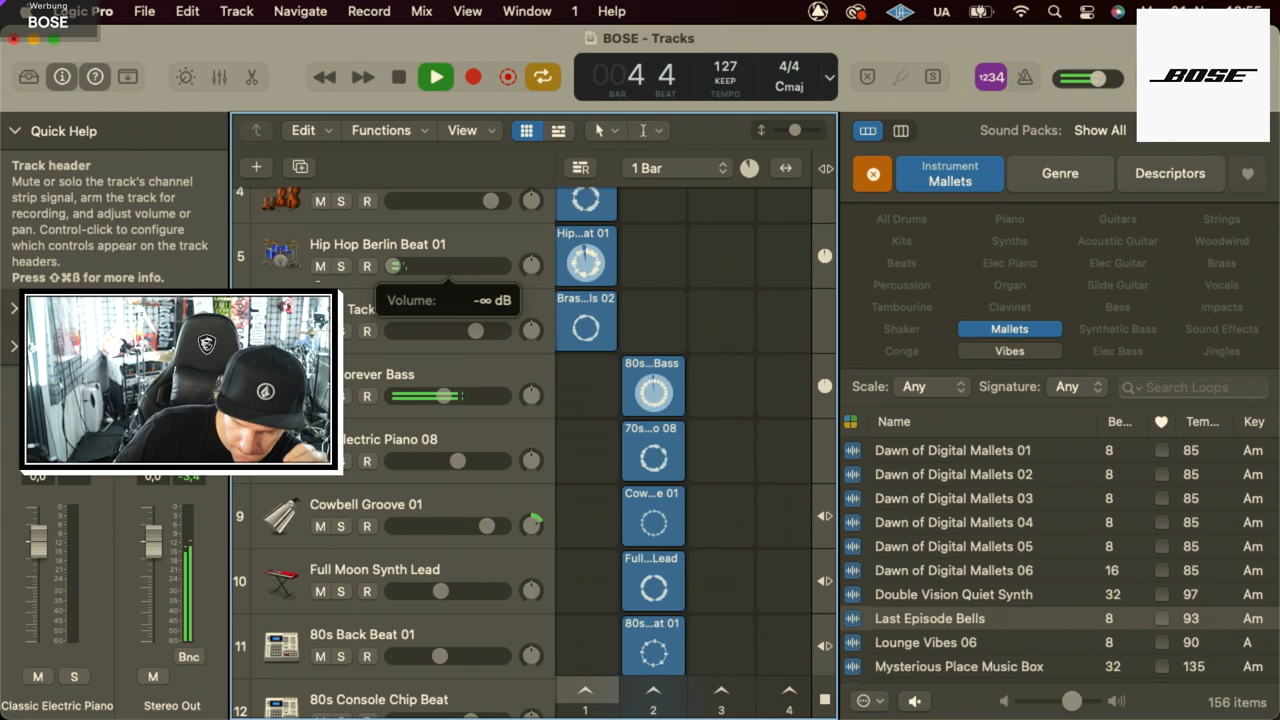 Werbung
BOSE
Logic Pro File Edit Track Navigate Record Mix View Window 1 Help
UA
BOSE - Tracks
BOSE
004 4
BAR BEAT
127
KEEP
TEMPO
4/4
Cmaj
1234
Quick Help
Track header
Mute or solo the track's channel
strip signal, arm the track for
recording, and adjust volume or
pan. Control-click to configure
which controls appear on the track
headers.
Press ⇧⌘ß for more info.
0,0
0,0 -3,4
Bnc
M S
M
Classic Electric Piano
Stereo Out
Edit Functions View
1 Bar
4
M S R
5
Hip Hop Berlin Beat 01
M S R
Volume: -∞ dB
Tack
R
orever Bass
R
lectric Piano 08
R
9
Cowbell Groove 01
M S R
10
Full Moon Synth Lead
M S R
11
80s Back Beat 01
M S R
12
80s Console Chip Beat
Hip...at 01
Bras...ls 02
80s...Bass
70s...o 08
Cow...e 01
Full...Lead
80s...at 01
1 2 3 4
Sound Packs: Show All
Instrument
Mallets
Genre
Descriptors
All Drums Piano Guitars Strings
Kits Synths Acoustic Guitar Woodwind
Beats Elec Piano Electric Guitar Brass
Percussion Organ Slide Guitar Vocals
Tambourine Clavinet Bass Impacts
Shaker Mallets Synthetic Bass Sound Effects
Conga Vibes Elec Bass Jingles
Scale: Any Signature: Any Search Loops
Name Be... Tem... Key
Dawn of Digital Mallets 01 8 85 Am
Dawn of Digital Mallets 02 8 85 Am
Dawn of Digital Mallets 03 8 85 Am
Dawn of Digital Mallets 04 8 85 Am
Dawn of Digital Mallets 05 8 85 Am
Dawn of Digital Mallets 06 16 85 Am
Double Vision Quiet Synth 32 97 Am
Last Episode Bells 8 93 Am
Lounge Vibes 06 8 90 A
Mysterious Place Music Box 32 135 Am
156 items